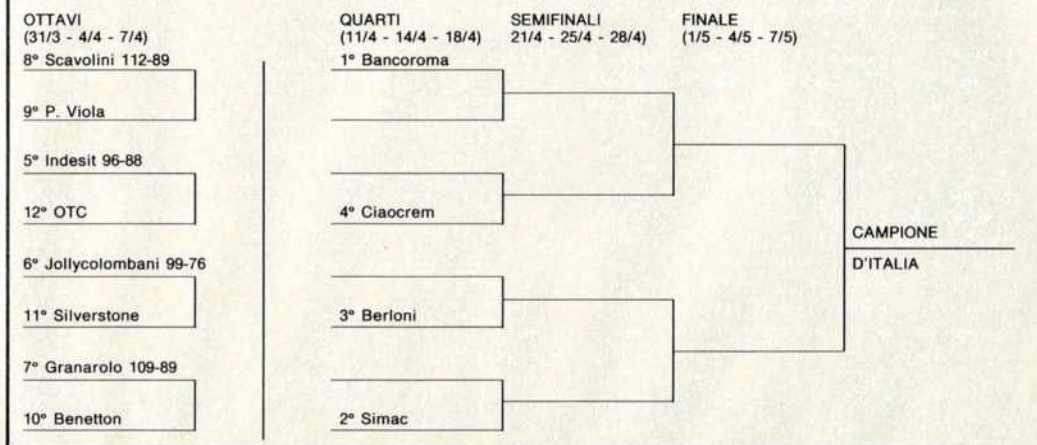 OTTAVI
(31/3 - 4/4 - 7/4)
8° Scavolini 112-89
9° P. Viola
5° Indesit 96-88
12° OTC
6° Jollycolombani 99-76
11° Silverstone
7° Granarolo 109-89
10° Benetton
QUARTI
(11/4 - 14/4 - 18/4)
1° Bancoroma
4° Ciaocrem
3° Berloni
2° Simac
SEMIFINALI
21/4 - 25/4 - 28/4)
FINALE
(1/5 - 4/5 - 7/5)
CAMPIONE
D'ITALIA